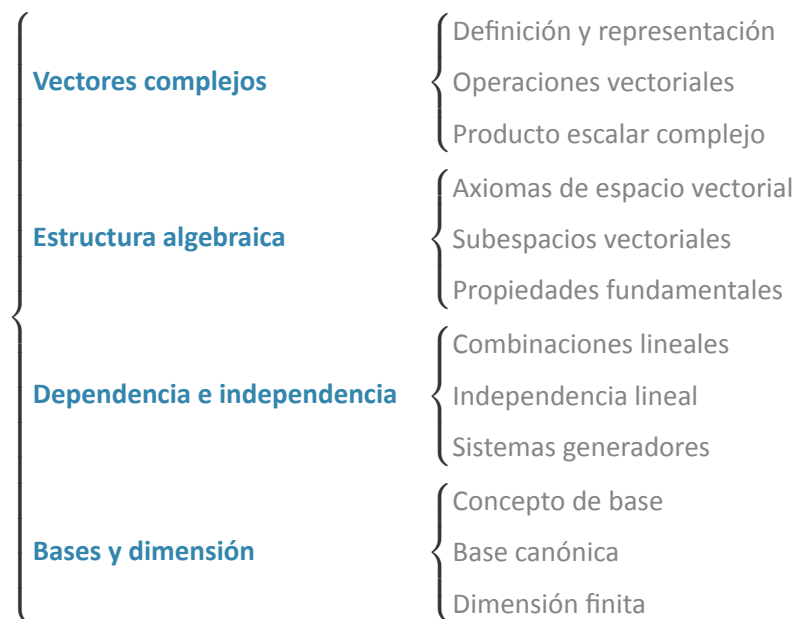 Vectores complejos
Definición y representación
Operaciones vectoriales
Producto escalar complejo
Estructura algebraica
Axiomas de espacio vectorial
Subespacios vectoriales
Propiedades fundamentales
Dependencia e independencia
Combinaciones lineales
Independencia lineal
Sistemas generadores
Bases y dimensión
Concepto de base
Base canónica
Dimensión finita